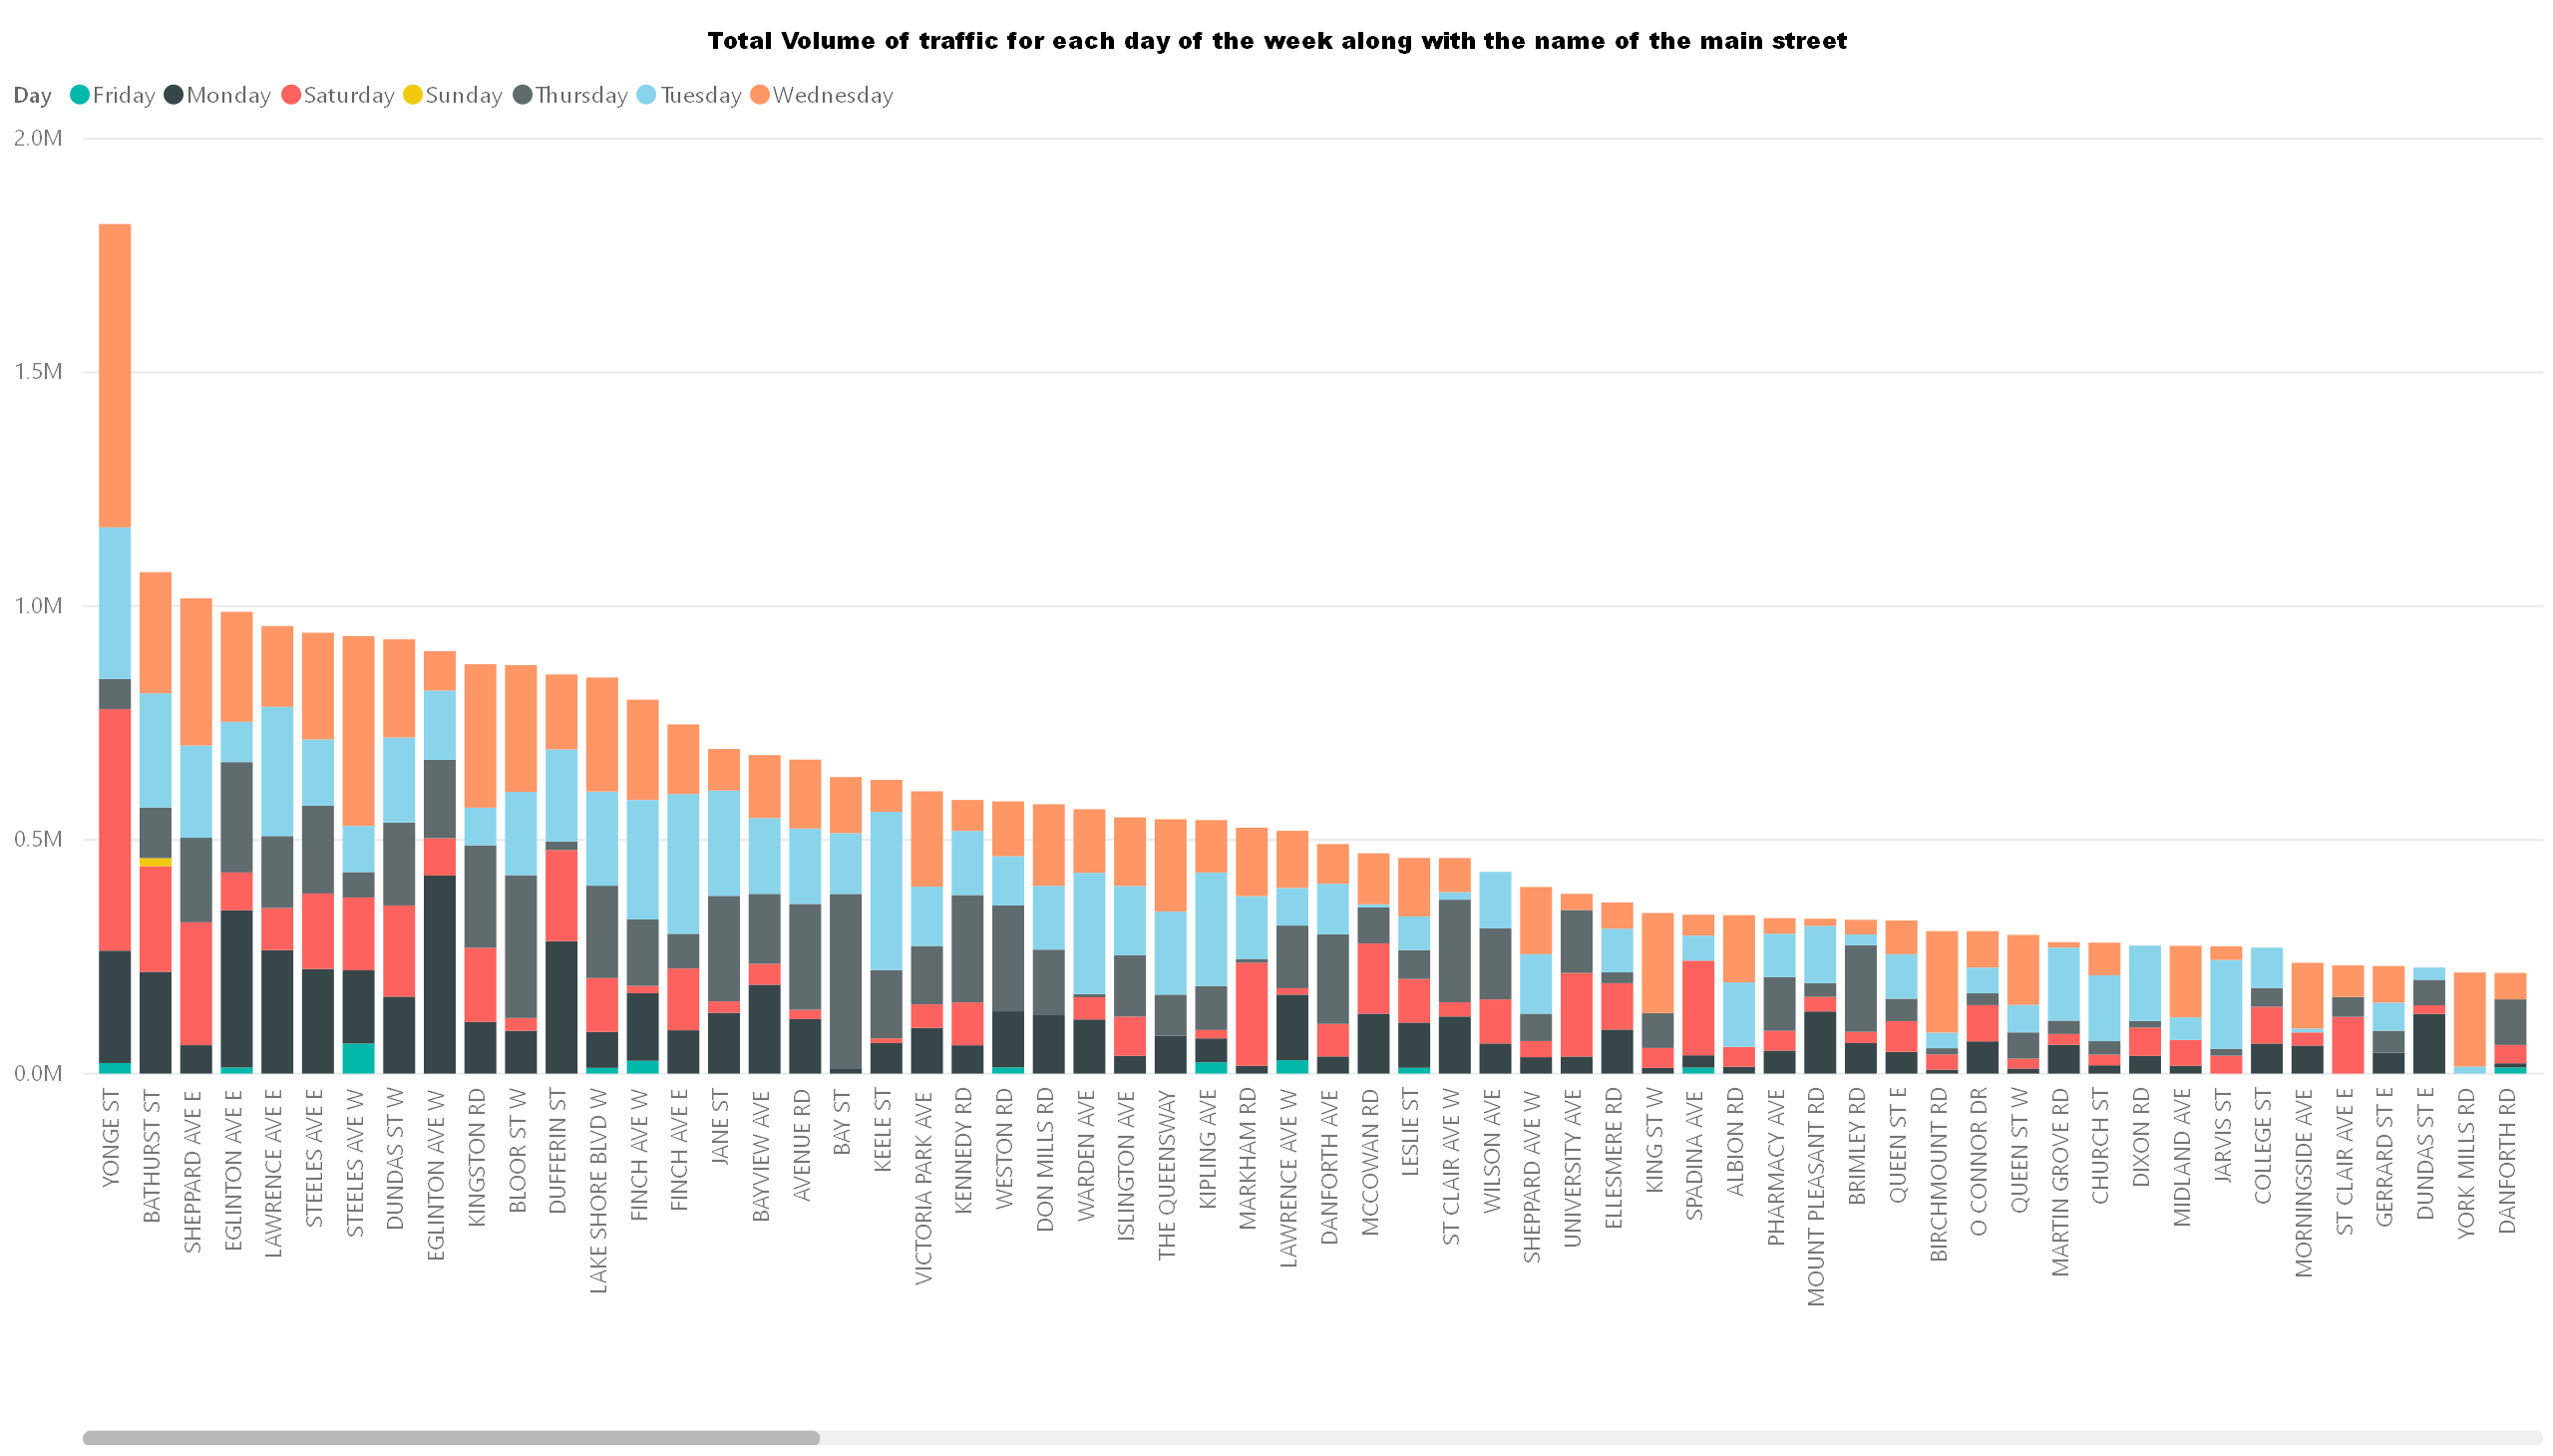 Total Volume of traffic for each day of the week along with the name of the main street
Day Friday Monday Saturday Sunday Thursday Tuesday Wednesday
2.0M
1.5M
1.0M
0.5M
0.0M
YONGE ST
BATHURST ST
SHEPPARD AVE E
EGLINTON AVE E
LAWRENCE AVE E
STEELES AVE E
STEELES AVE W
DUNDAS ST W
EGLINTON AVE W
KINGSTON RD
BLOOR ST W
DUFFERIN ST
LAKE SHORE BLVD W
FINCH AVE W
FINCH AVE E
JANE ST
BAYVIEW AVE
AVENUE RD
BAY ST
KEELE ST
VICTORIA PARK AVE
KENNEDY RD
WESTON RD
DON MILLS RD
WARDEN AVE
ISLINGTON AVE
THE QUEENSWAY
KIPLING AVE
MARKHAM RD
LAWRENCE AVE W
DANFORTH AVE
MCCOWAN RD
LESLIE ST
ST CLAIR AVE W
WILSON AVE
SHEPPARD AVE W
UNIVERSITY AVE
ELLESMERE RD
KING ST W
SPADINA AVE
ALBION RD
PHARMACY AVE
MOUNT PLEASANT RD
BRIMLEY RD
QUEEN ST E
BIRCHMOUNT RD
O CONNOR DR
QUEEN ST W
MARTIN GROVE RD
CHURCH ST
DIXON RD
MIDLAND AVE
JARVIS ST
COLLEGE ST
MORNINGSIDE AVE
ST CLAIR AVE E
GERRARD ST E
DUNDAS ST E
YORK MILLS RD
DANFORTH RD